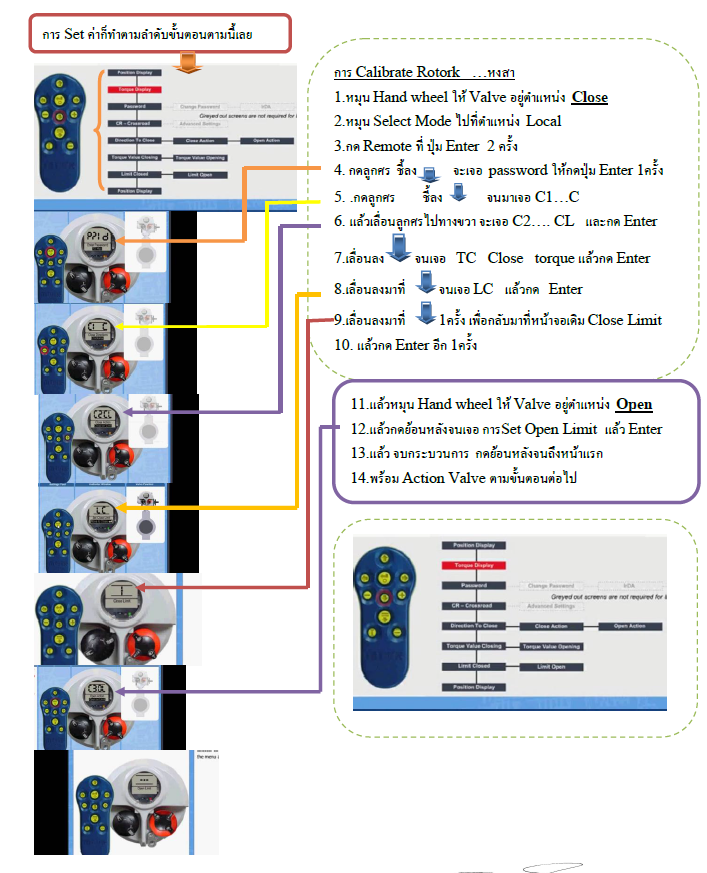 การ Set ค่าก็ทำตามลำดับขั้นตอนตามนี้เลย
Position Display
Torque Display
Password Change Password IrDA
Greyed out screens are not required for
CR - Crossroad Advanced Settings
Direction To Close Close Action Open Action
Torque Value Closing Torque Value Opening
Limit Closed Limit Open
Position Display
การ Calibrate Rotork ...หงสา
1.หมุน Hand wheel ให้ Valve อยู่ตำแหน่ง Close
2.หมุน Select Mode ไปที่ตำแหน่ง Local
3.กด Remote ที่ ปุ่ม Enter 2 ครั้ง
4. กดลูกศร ชี้ลง จะเจอ password ให้กดปุ่ม Enter 1ครั้ง
5. .กดลูกศร ชี้ลง จนมาเจอ C1…C
6. แล้วเลื่อนลูกศรไปทางขวา จะเจอ C2…. CL และกด Enter
7.เลื่อนลง จนเจอ TC Close torque แล้วกด Enter
8.เลื่อนลงมาที่ จนเจอ LC แล้วกด Enter
9.เลื่อนลงมาที่ 1ครั้ง เพื่อกลับมาที่หน้าจอเดิม Close Limit
10. แล้วกด Enter อีก 1ครั้ง
11.แล้วหมุน Hand wheel ให้ Valve อยู่ตำแหน่ง Open
12.แล้วกดย้อนหลังจนเจอ การSet Open Limit แล้ว Enter
13.แล้ว จบกระบวนการ กดย้อนหลังจนถึงหน้าแรก
14.พร้อม Action Valve ตามขั้นตอนต่อไป
Close Limit
the menu
Open Limit
Position Display
Torque Display
Password Change Password IrDA
Greyed out screens are not required for
CR - Crossroad Advanced Settings
Direction To Close Close Action Open Action
Torque Value Closing Torque Value Opening
Limit Closed Limit Open
Position Display